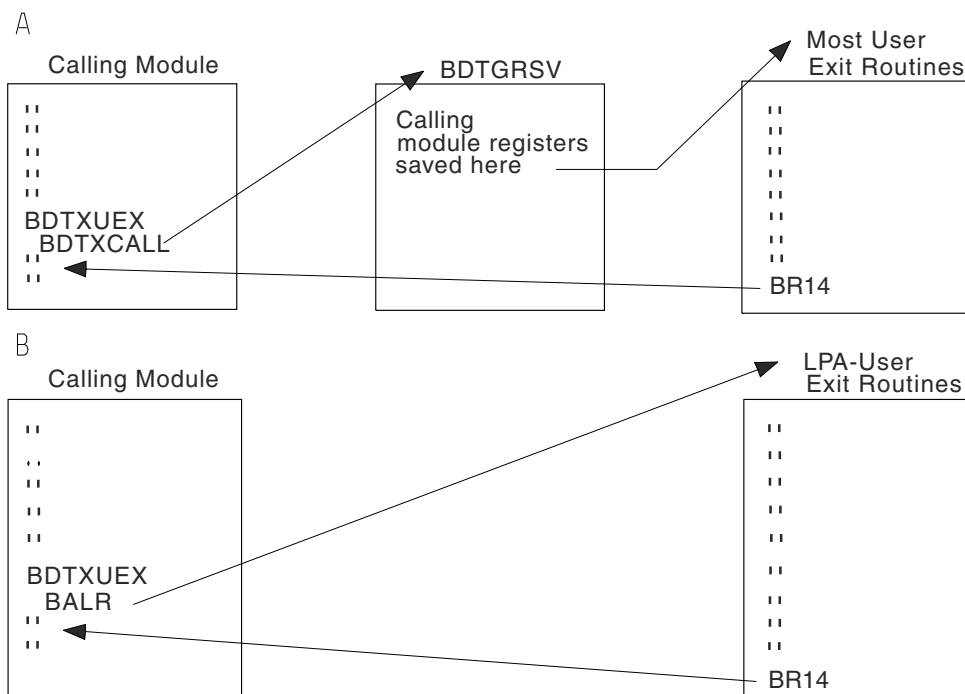 A
Calling Module
BDTGRSV
Most User
Exit Routines
Calling
module registers
saved here
BDTXUEX
BDTXCALL
BR14
B
Calling Module
LPA-User
Exit Routines
BDTXUEX
BALR
BR14